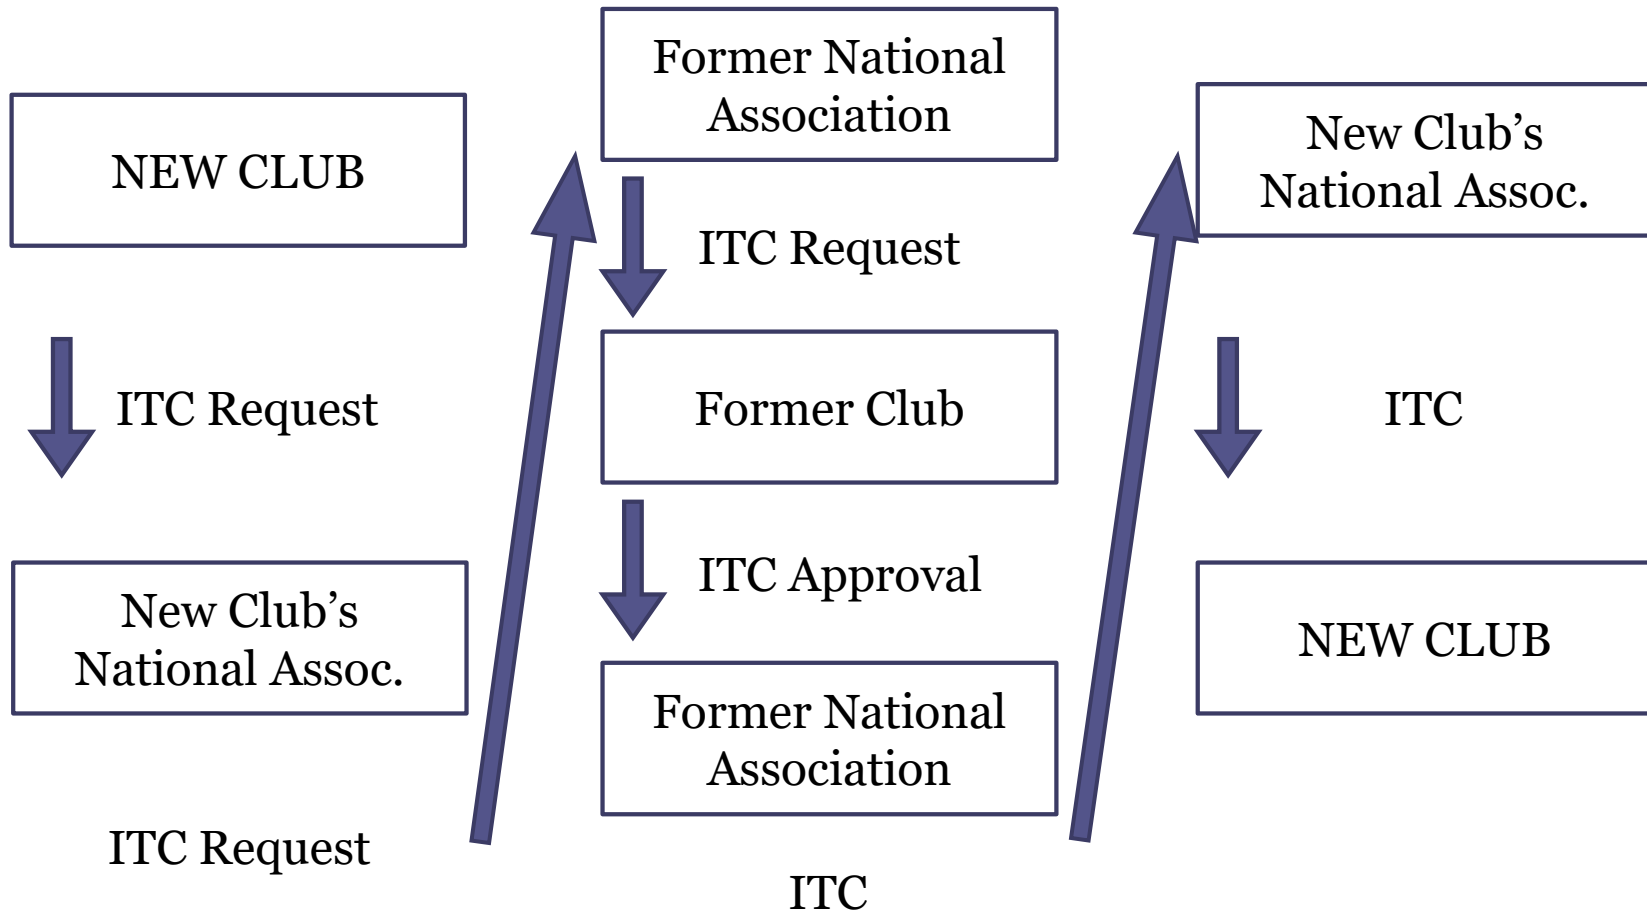 NEW CLUB
ITC Request
New Club’s
National Assoc.
ITC Request
Former National
Association
ITC Request
Former Club
ITC Approval
Former National
Association
ITC
New Club’s
National Assoc.
ITC
NEW CLUB